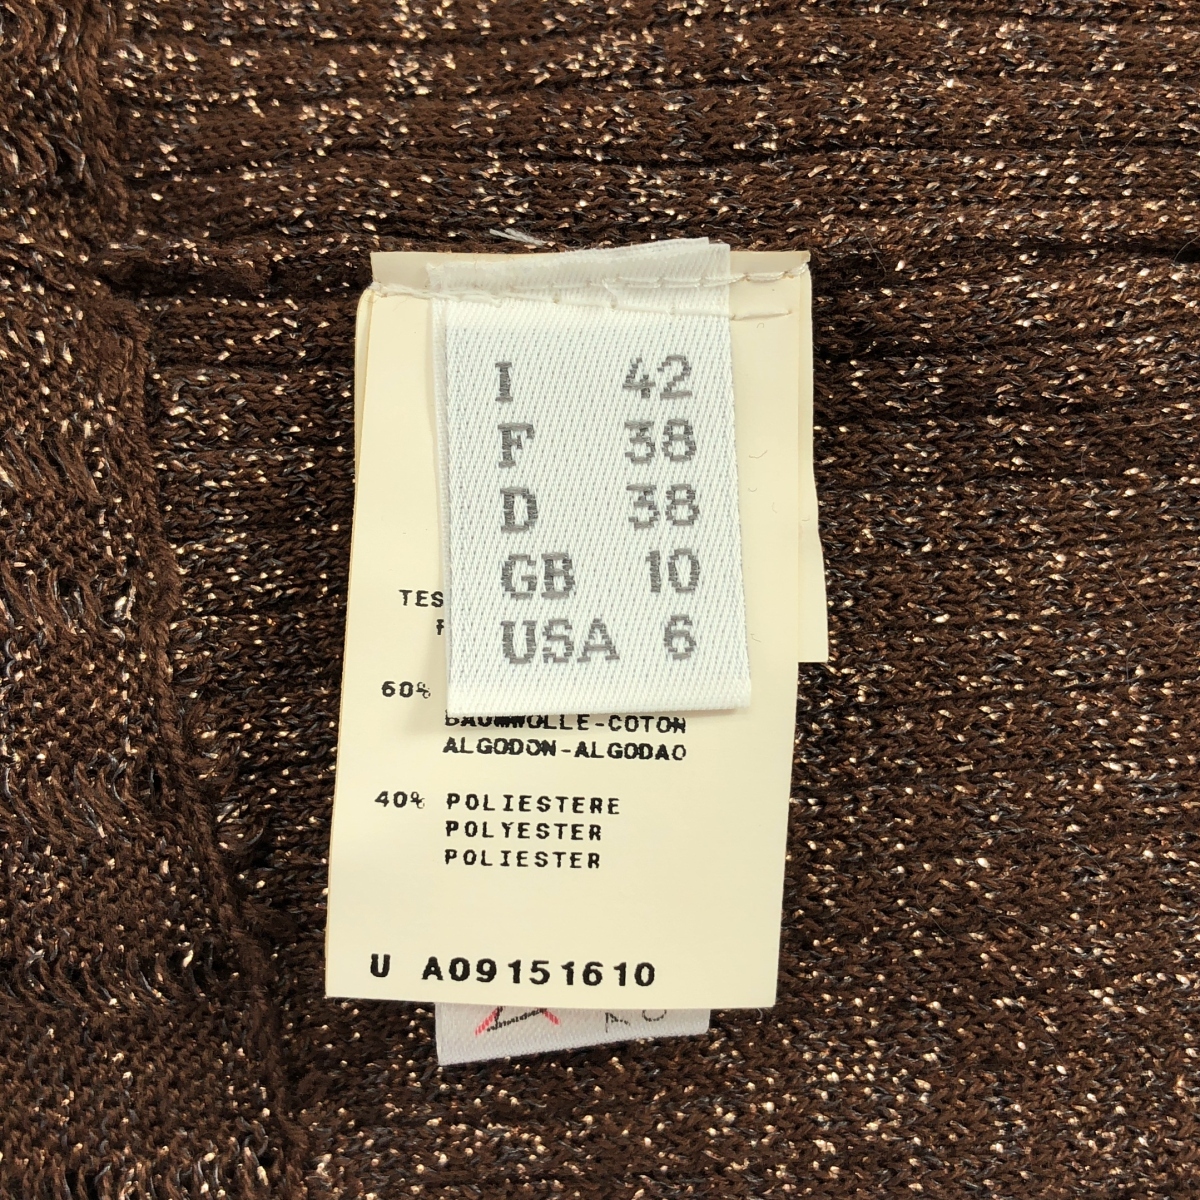 I 42
F 38
D 38
GB 10
USA 6
TES
60%
BAUMWOLLE-COTON
ALGODON-ALGODAO
40% POLIESTERE
POLYESTER
POLIESTER
U A09151610